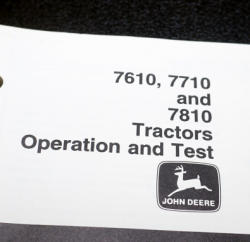 7610, 7710
and
7810
Tractors
Operation and Test
JOHN DEERE